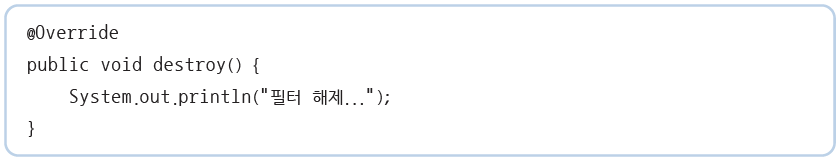 @Override
public void destroy() {
    System.out.println("필터 해제...");
}